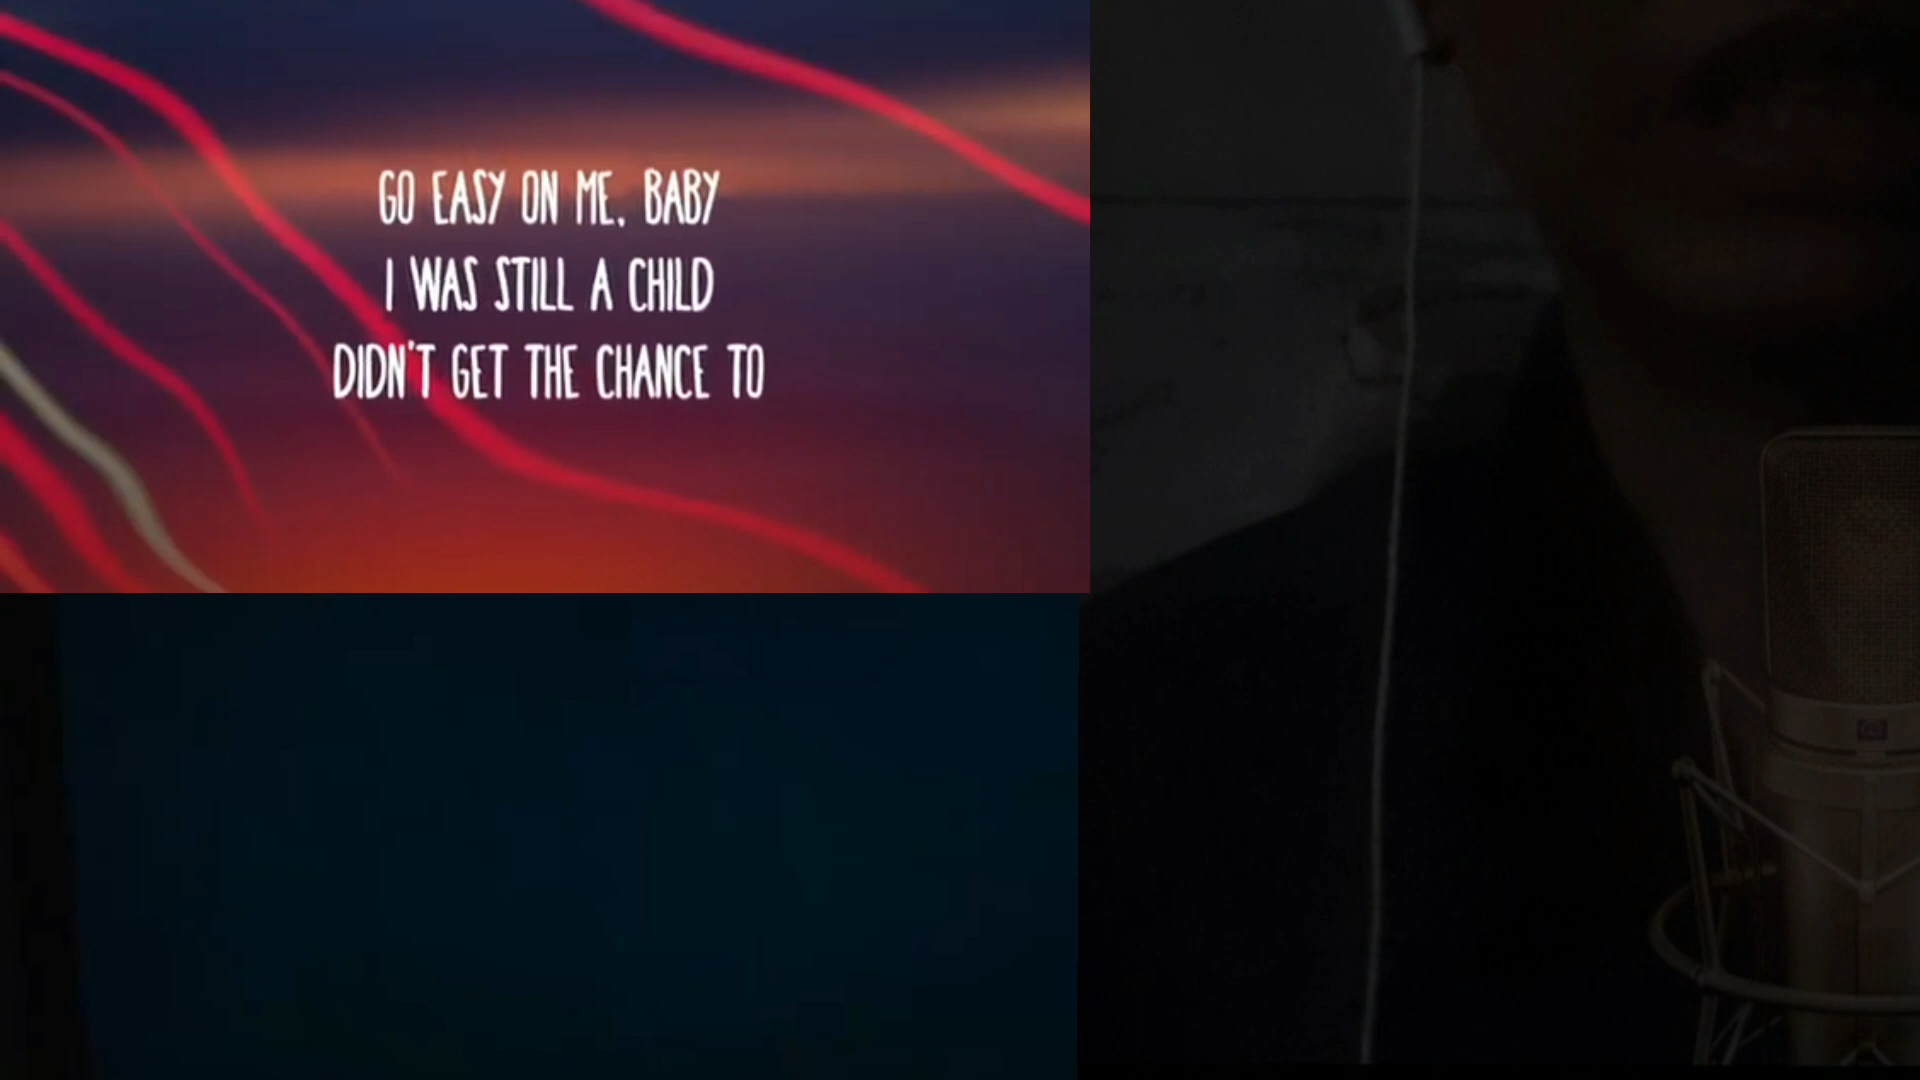 GO EASY ON ME, BABY
I WAS STILL A CHILD
DIDN'T GET THE CHANCE TO